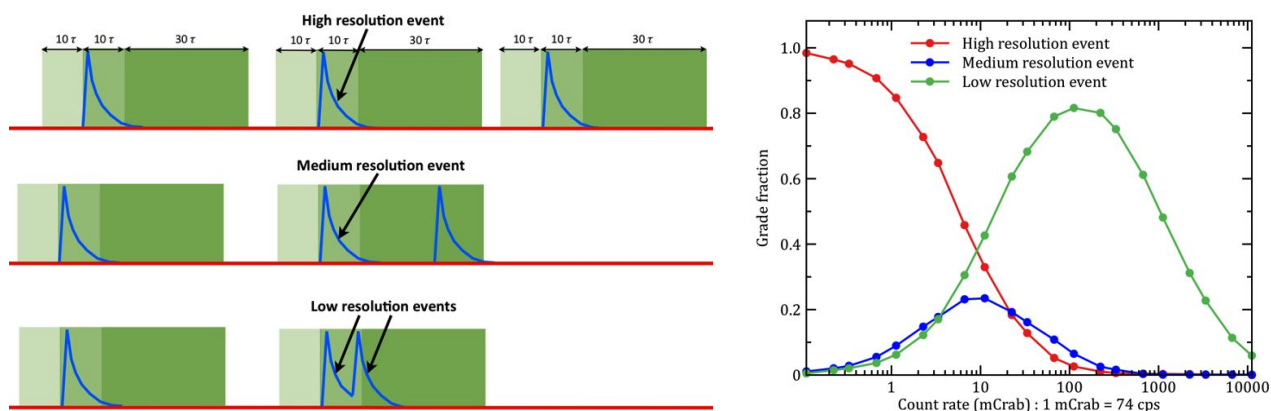 High resolution event
10 τ 10 τ 30 τ 10 τ 10 τ 30 τ 10 τ 10 τ 30 τ
Medium resolution event
Low resolution events
High resolution event
Medium resolution event
Low resolution event
Grade fraction
1.0
0.8
0.6
0.4
0.2
0
1 10 100 1000 10000
Count rate (mCrab) : 1 mCrab = 74 cps